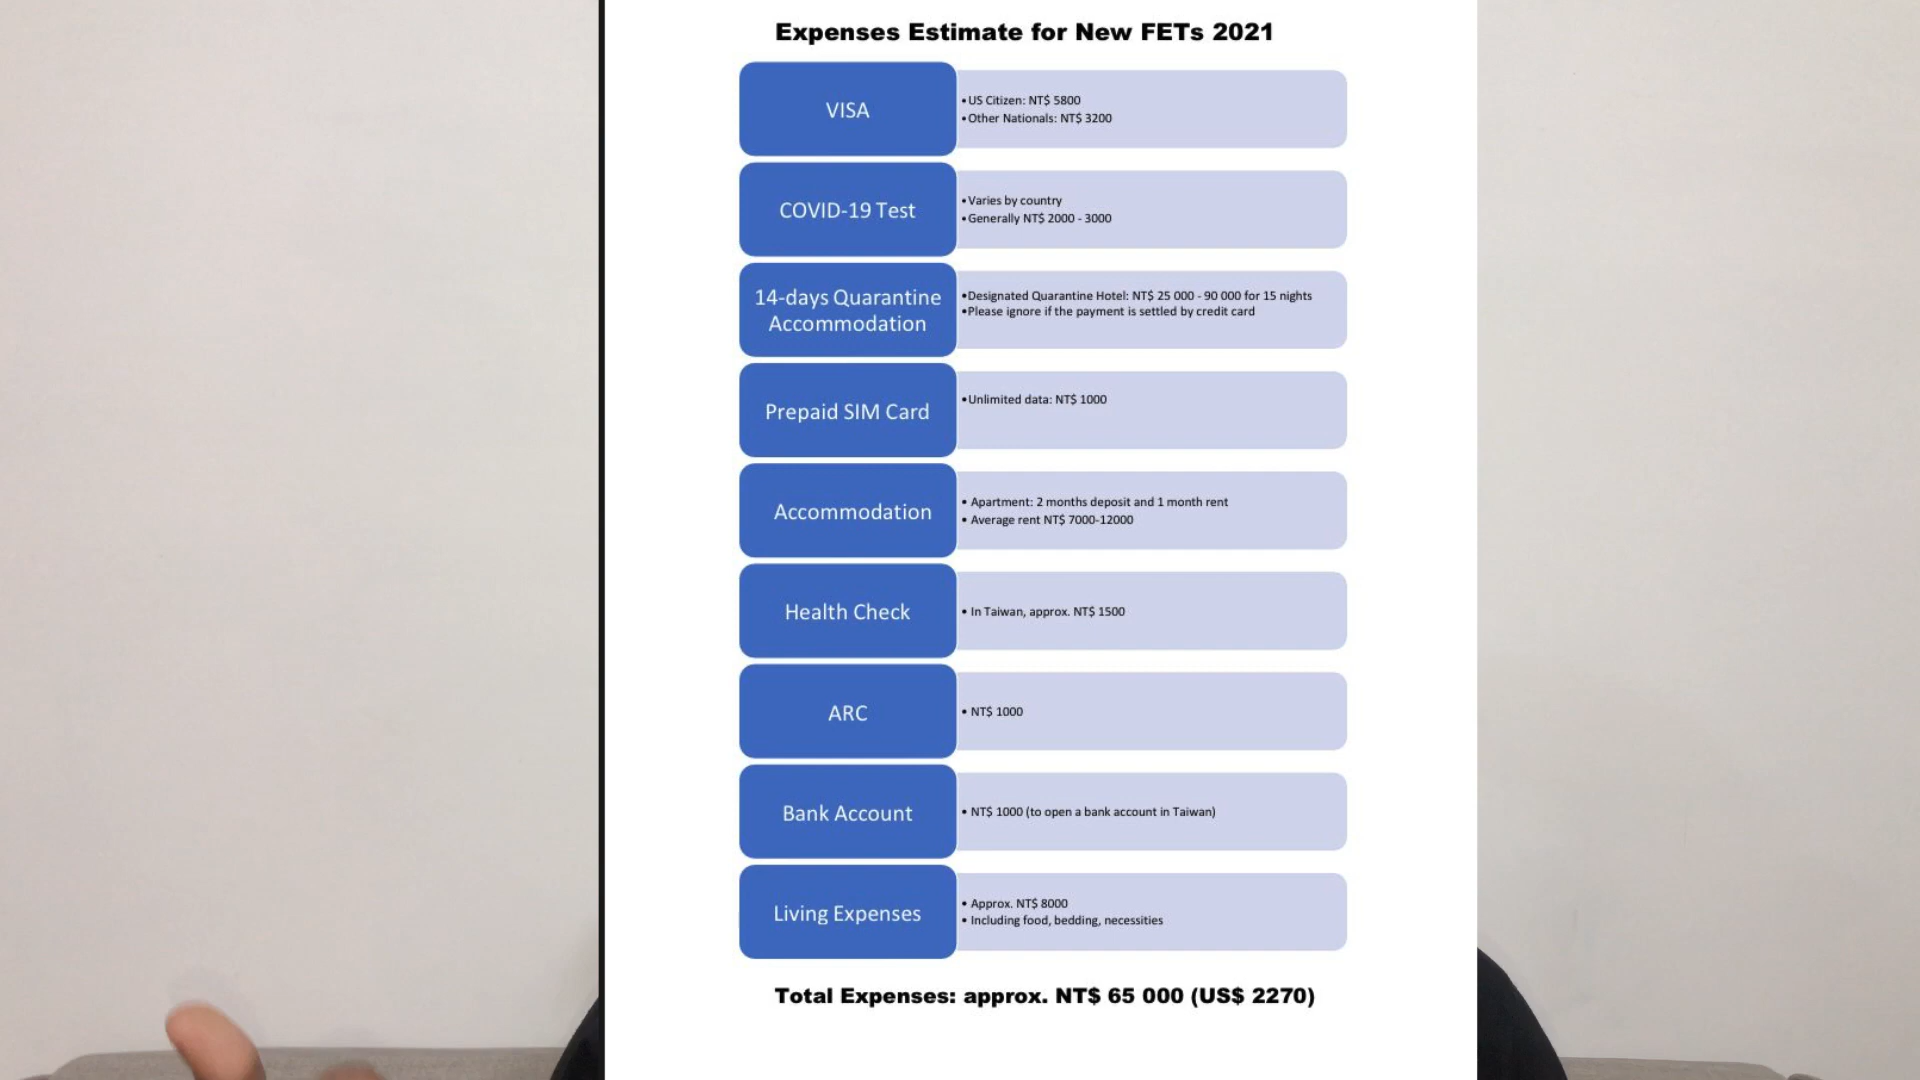 Expenses Estimate for New FETs 2021
VISA
•US Citizen: NT$ 5800
•Other Nationals: NT$ 3200
COVID-19 Test
•Varies by country
•Generally NT$ 2000 - 3000
14-days Quarantine
Accommodation
•Designated Quarantine Hotel: NT$ 25 000 - 90 000 for 15 nights
•Please ignore if the payment is settled by credit card
Prepaid SIM Card
•Unlimited data: NT$ 1000
Accommodation
• Apartment: 2 months deposit and 1 month rent
• Average rent NT$ 7000-12000
Health Check
• In Taiwan, approx. NT$ 1500
ARC
• NT$ 1000
Bank Account
• NT$ 1000 (to open a bank account in Taiwan)
Living Expenses
• Approx. NT$ 8000
• Including food, bedding, necessities
Total Expenses: approx. NT$ 65 000 (US$ 2270)